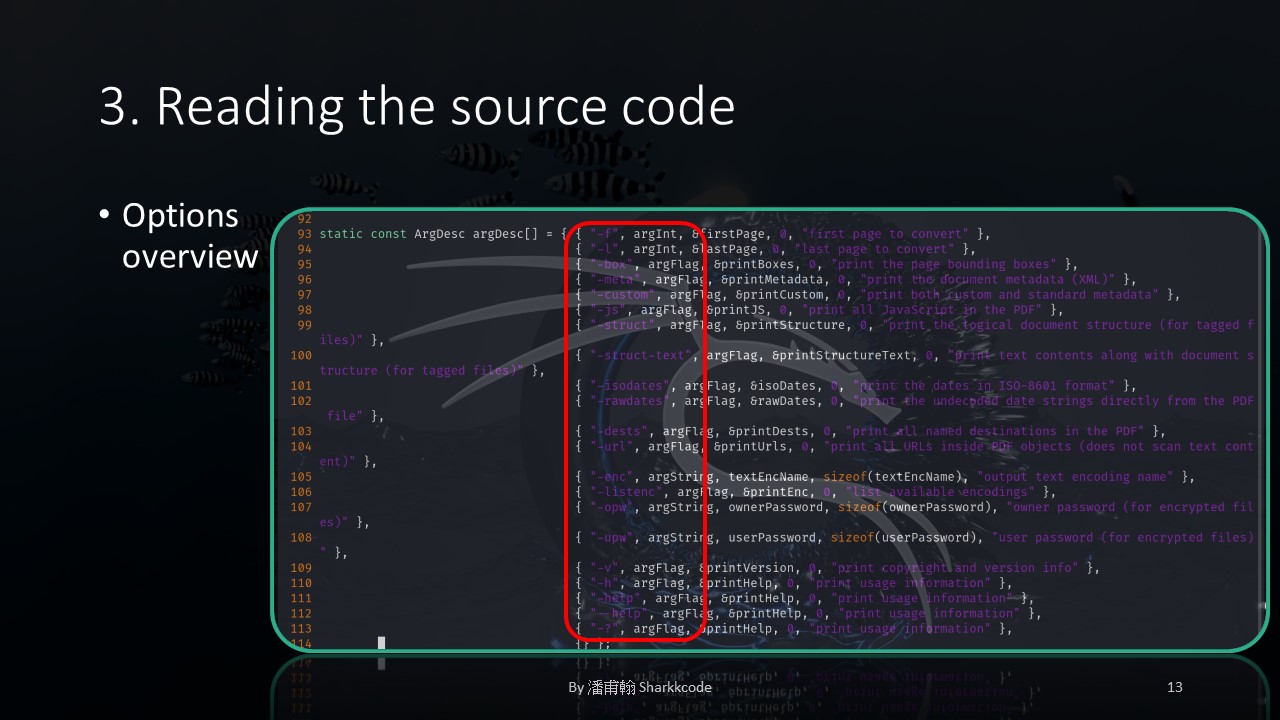 3. Reading the source code
• Options
overview
92
93 static const ArgDesc argDesc[] = { { "-f", argInt, &firstPage, 0, "first page to convert" },
94 { "-l", argInt, &lastPage, 0, "last page to convert" },
95 { "-box", argFlag, &printBoxes, 0, "print the page bounding boxes" },
96 { "-meta", argFlag, &printMetadata, 0, "print the document metadata (XML)" },
97 { "-custom", argFlag, &printCustom, 0, "print both custom and standard metadata" },
98 { "-js", argFlag, &printJS, 0, "print all JavaScript in the PDF" },
99 { "-struct", argFlag, &printStructure, 0, "print the logical document structure (for tagged f
iles)" },
100 { "-struct-text", argFlag, &printStructureText, 0, "print text contents along with document s
tructure (for tagged files)" },
101 { "-isodates", argFlag, &isoDates, 0, "print the dates in ISO-8601 format" },
102 { "-rawdates", argFlag, &rawDates, 0, "print the undecoded date strings directly from the PDF
file" },
103 { "-dests", argFlag, &printDests, 0, "print all named destinations in the PDF" },
104 { "-url", argFlag, &printUrls, 0, "print all URLs inside PDF objects (does not scan text cont
ent)" },
105 { "-enc", argString, textEncName, sizeof(textEncName), "output text encoding name" },
106 { "-listenc", argFlag, &printEnc, 0, "list available encodings" },
107 { "-opw", argString, ownerPassword, sizeof(ownerPassword), "owner password (for encrypted fil
es)" },
108 { "-upw", argString, userPassword, sizeof(userPassword), "user password (for encrypted files)
" },
109 { "-v", argFlag, &printVersion, 0, "print copyright and version info" },
110 { "-h", argFlag, &printHelp, 0, "print usage information" },
111 { "-help", argFlag, &printHelp, 0, "print usage information" },
112 { "--help", argFlag, &printHelp, 0, "print usage information" },
113 { "-?", argFlag, &printHelp, 0, "print usage information" },
114 {} };
By 潘甫翰 Sharkkcode
13